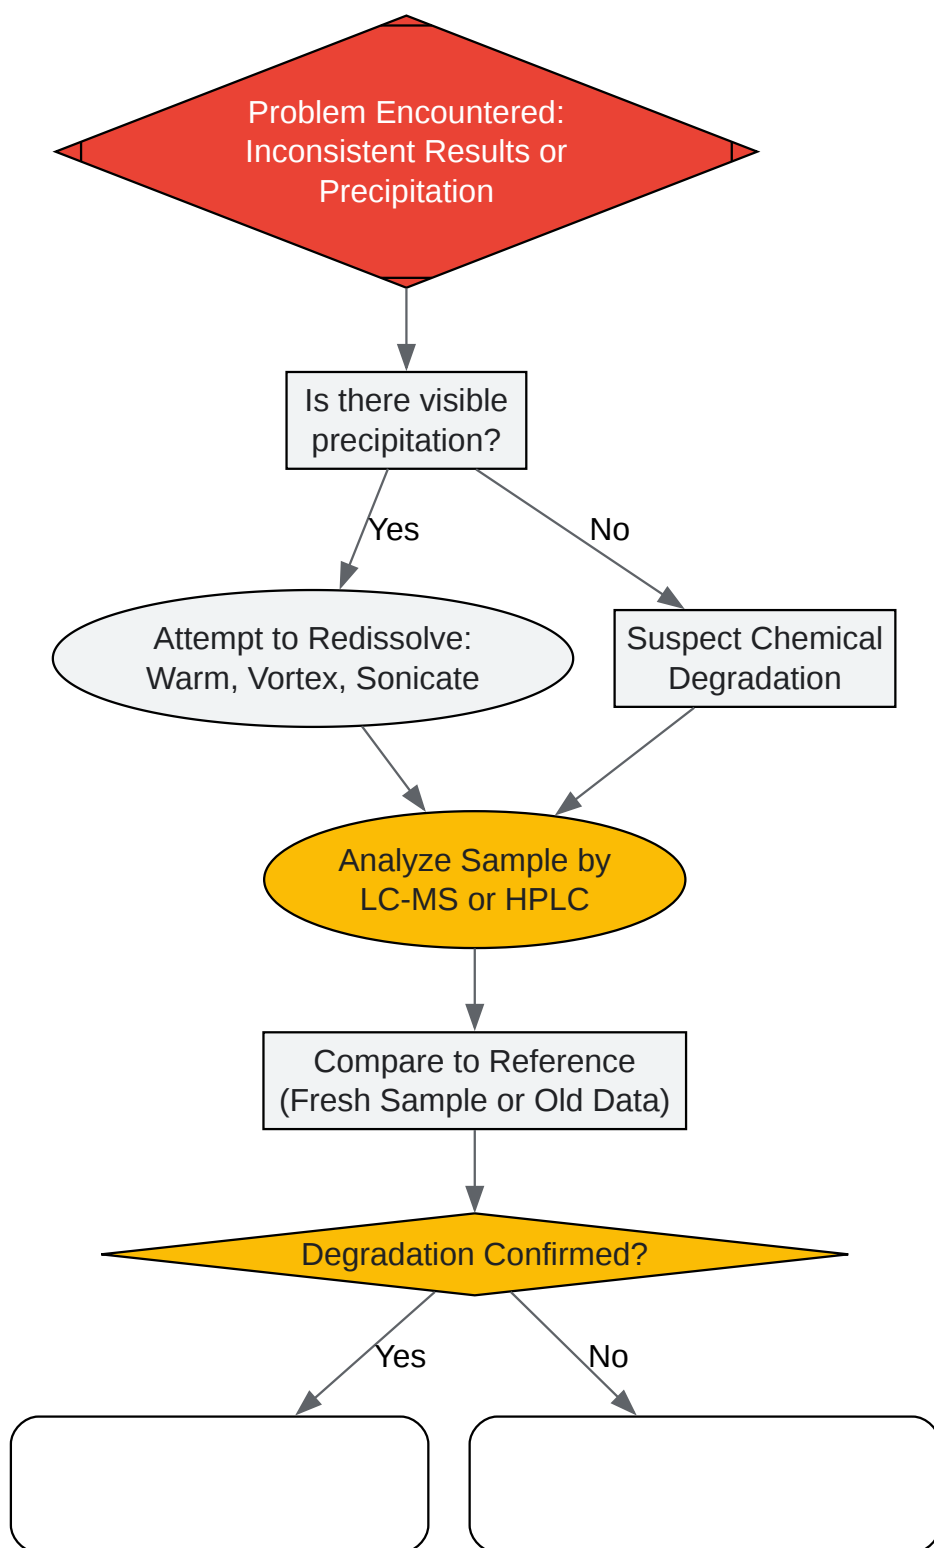 Problem Encountered:
Inconsistent Results or
Precipitation
Is there visible
precipitation?
Yes
No
Attempt to Redissolve:
Warm, Vortex, Sonicate
Suspect Chemical
Degradation
Analyze Sample by
LC-MS or HPLC
Compare to Reference
(Fresh Sample or Old Data)
Degradation Confirmed?
Yes
No